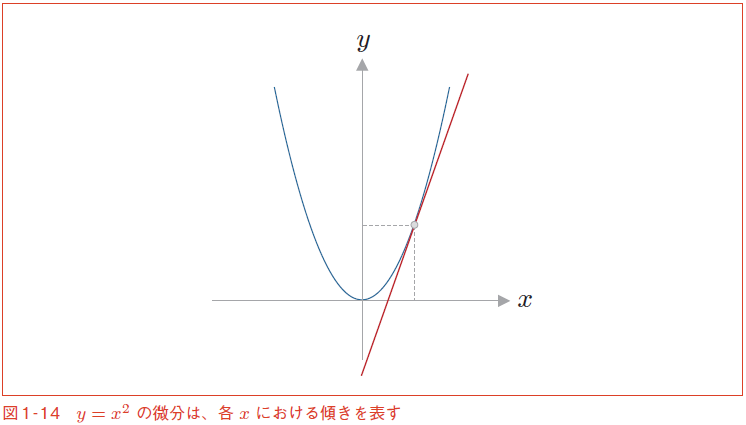 y
x
図1-14 y = x² の微分は、各 x における傾きを表す